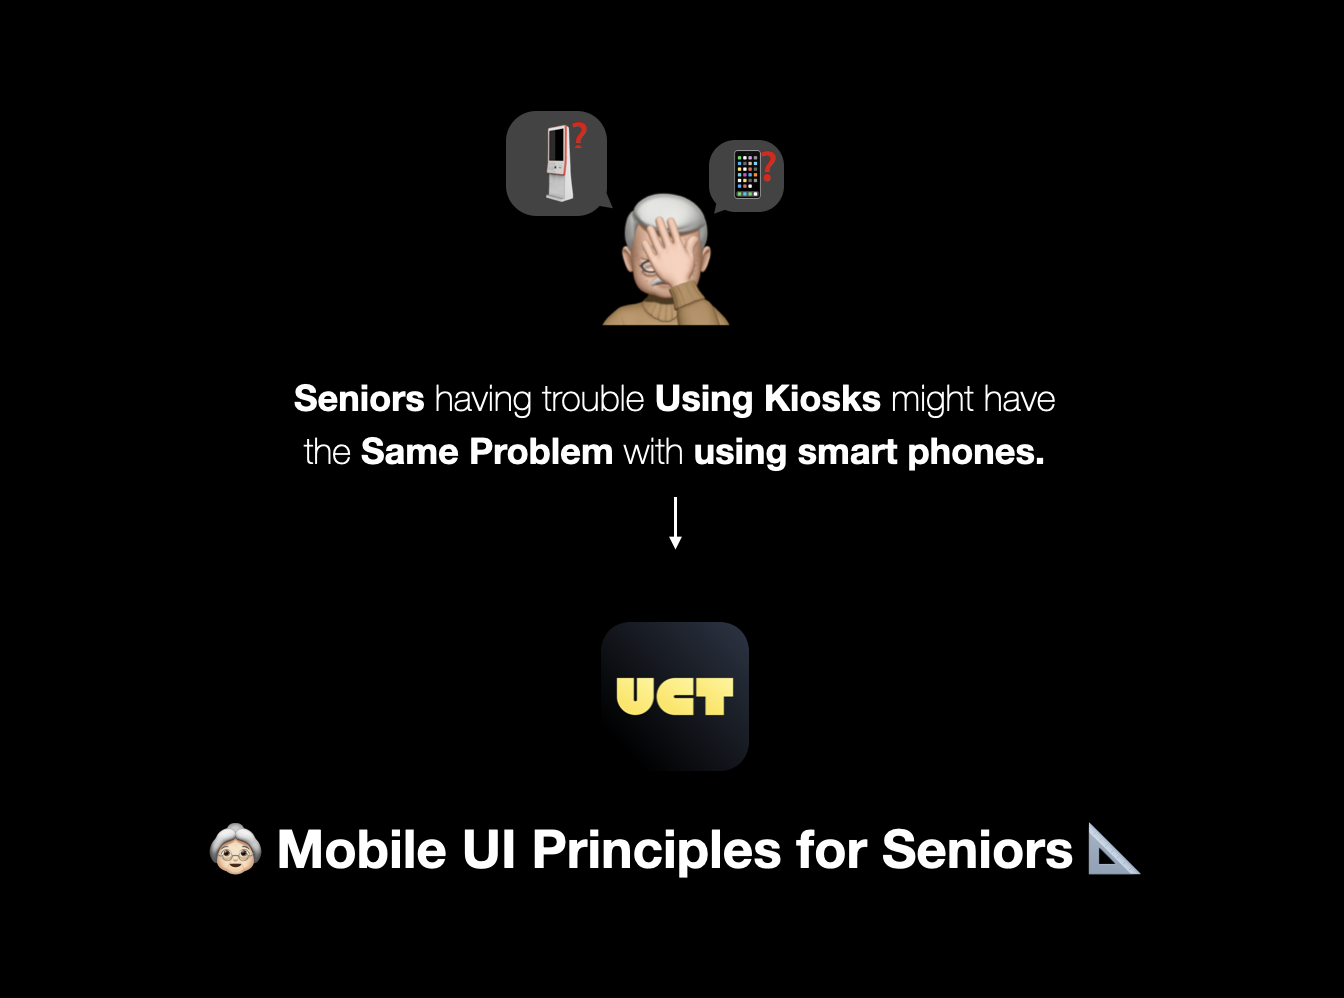 ?
?
Seniors having trouble Using Kiosks might have
the Same Problem with using smart phones.
UCT
Mobile UI Principles for Seniors